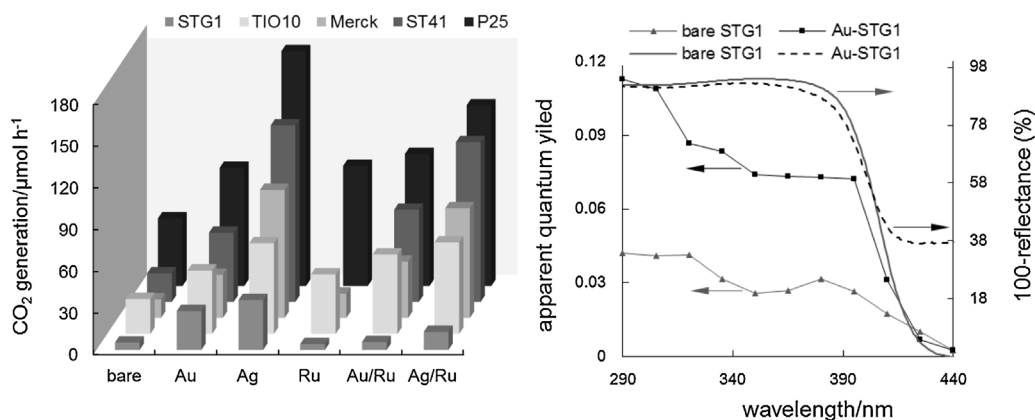 STG1 TIO10 Merck ST41 P25
CO2 generation/μmol h-1
180
150
120
90
60
30
0
bare Au Ag Ru Au/Ru Ag/Ru
bare STG1 Au-STG1
bare STG1 Au-STG1
apparent quantum yiled
0.12
0.09
0.06
0.03
0
98
78
58
38
18
100-reflectance (%)
290 340 390 440
wavelength/nm